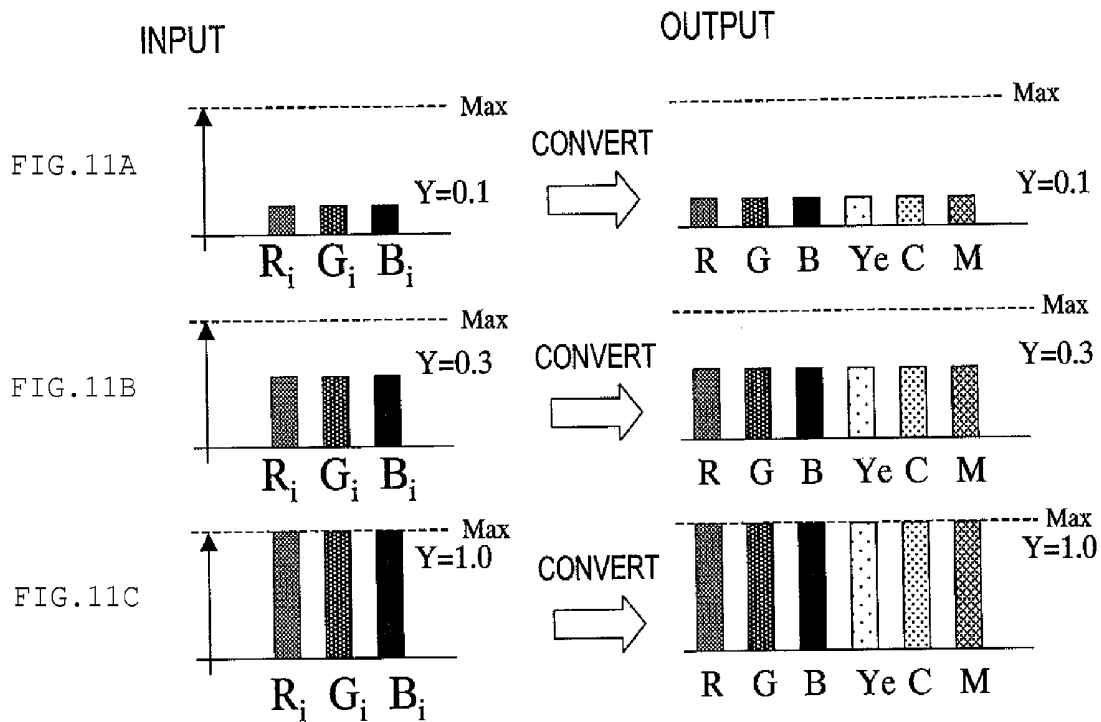 INPUT
OUTPUT
FIG.11A
Max
Y=0.1
Ri Gi Bi
CONVERT
Max
Y=0.1
R G B Ye C M
FIG.11B
Max
Y=0.3
Ri Gi Bi
CONVERT
Max
Y=0.3
R G B Ye C M
FIG.11C
Max
Y=1.0
Ri Gi Bi
CONVERT
Max
Y=1.0
R G B Ye C M